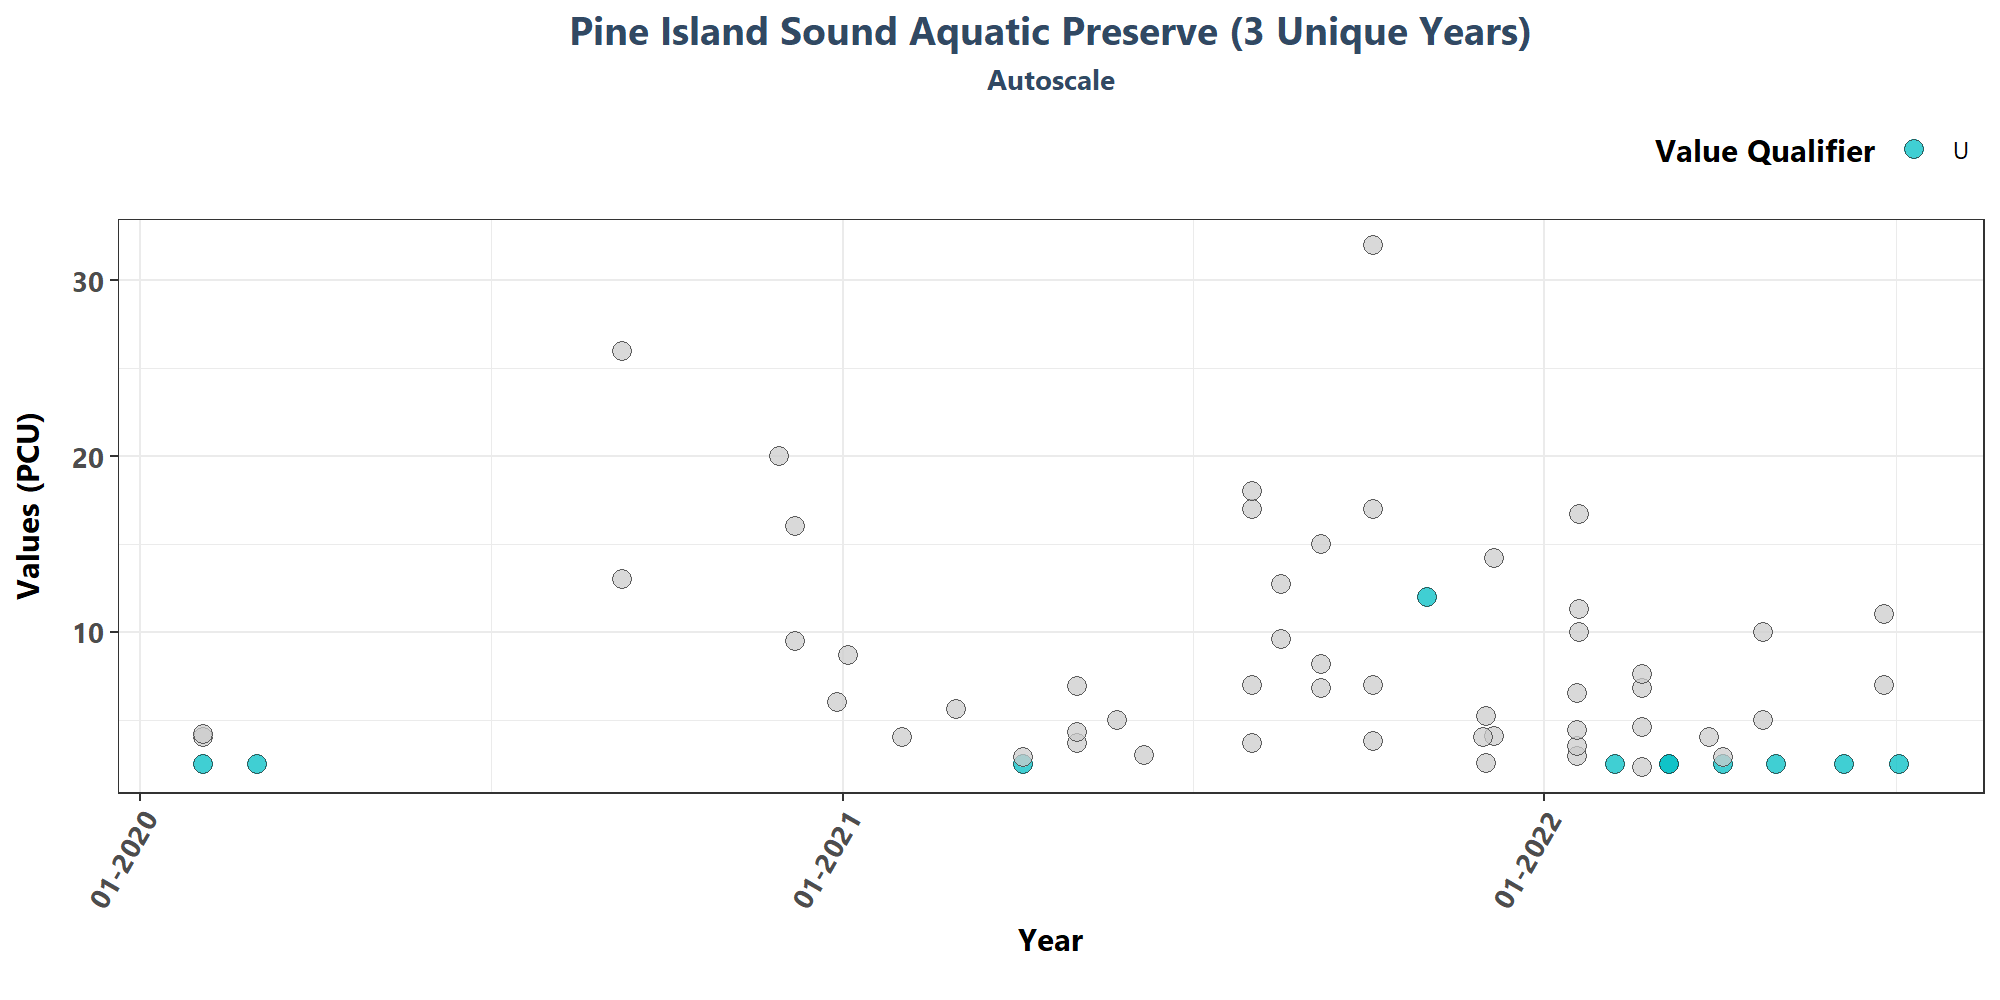 Pine Island Sound Aquatic Preserve (3 Unique Years)
Autoscale
Value Qualifier U
Values (PCU)
30
20
10
01-2020
01-2021
01-2022
Year